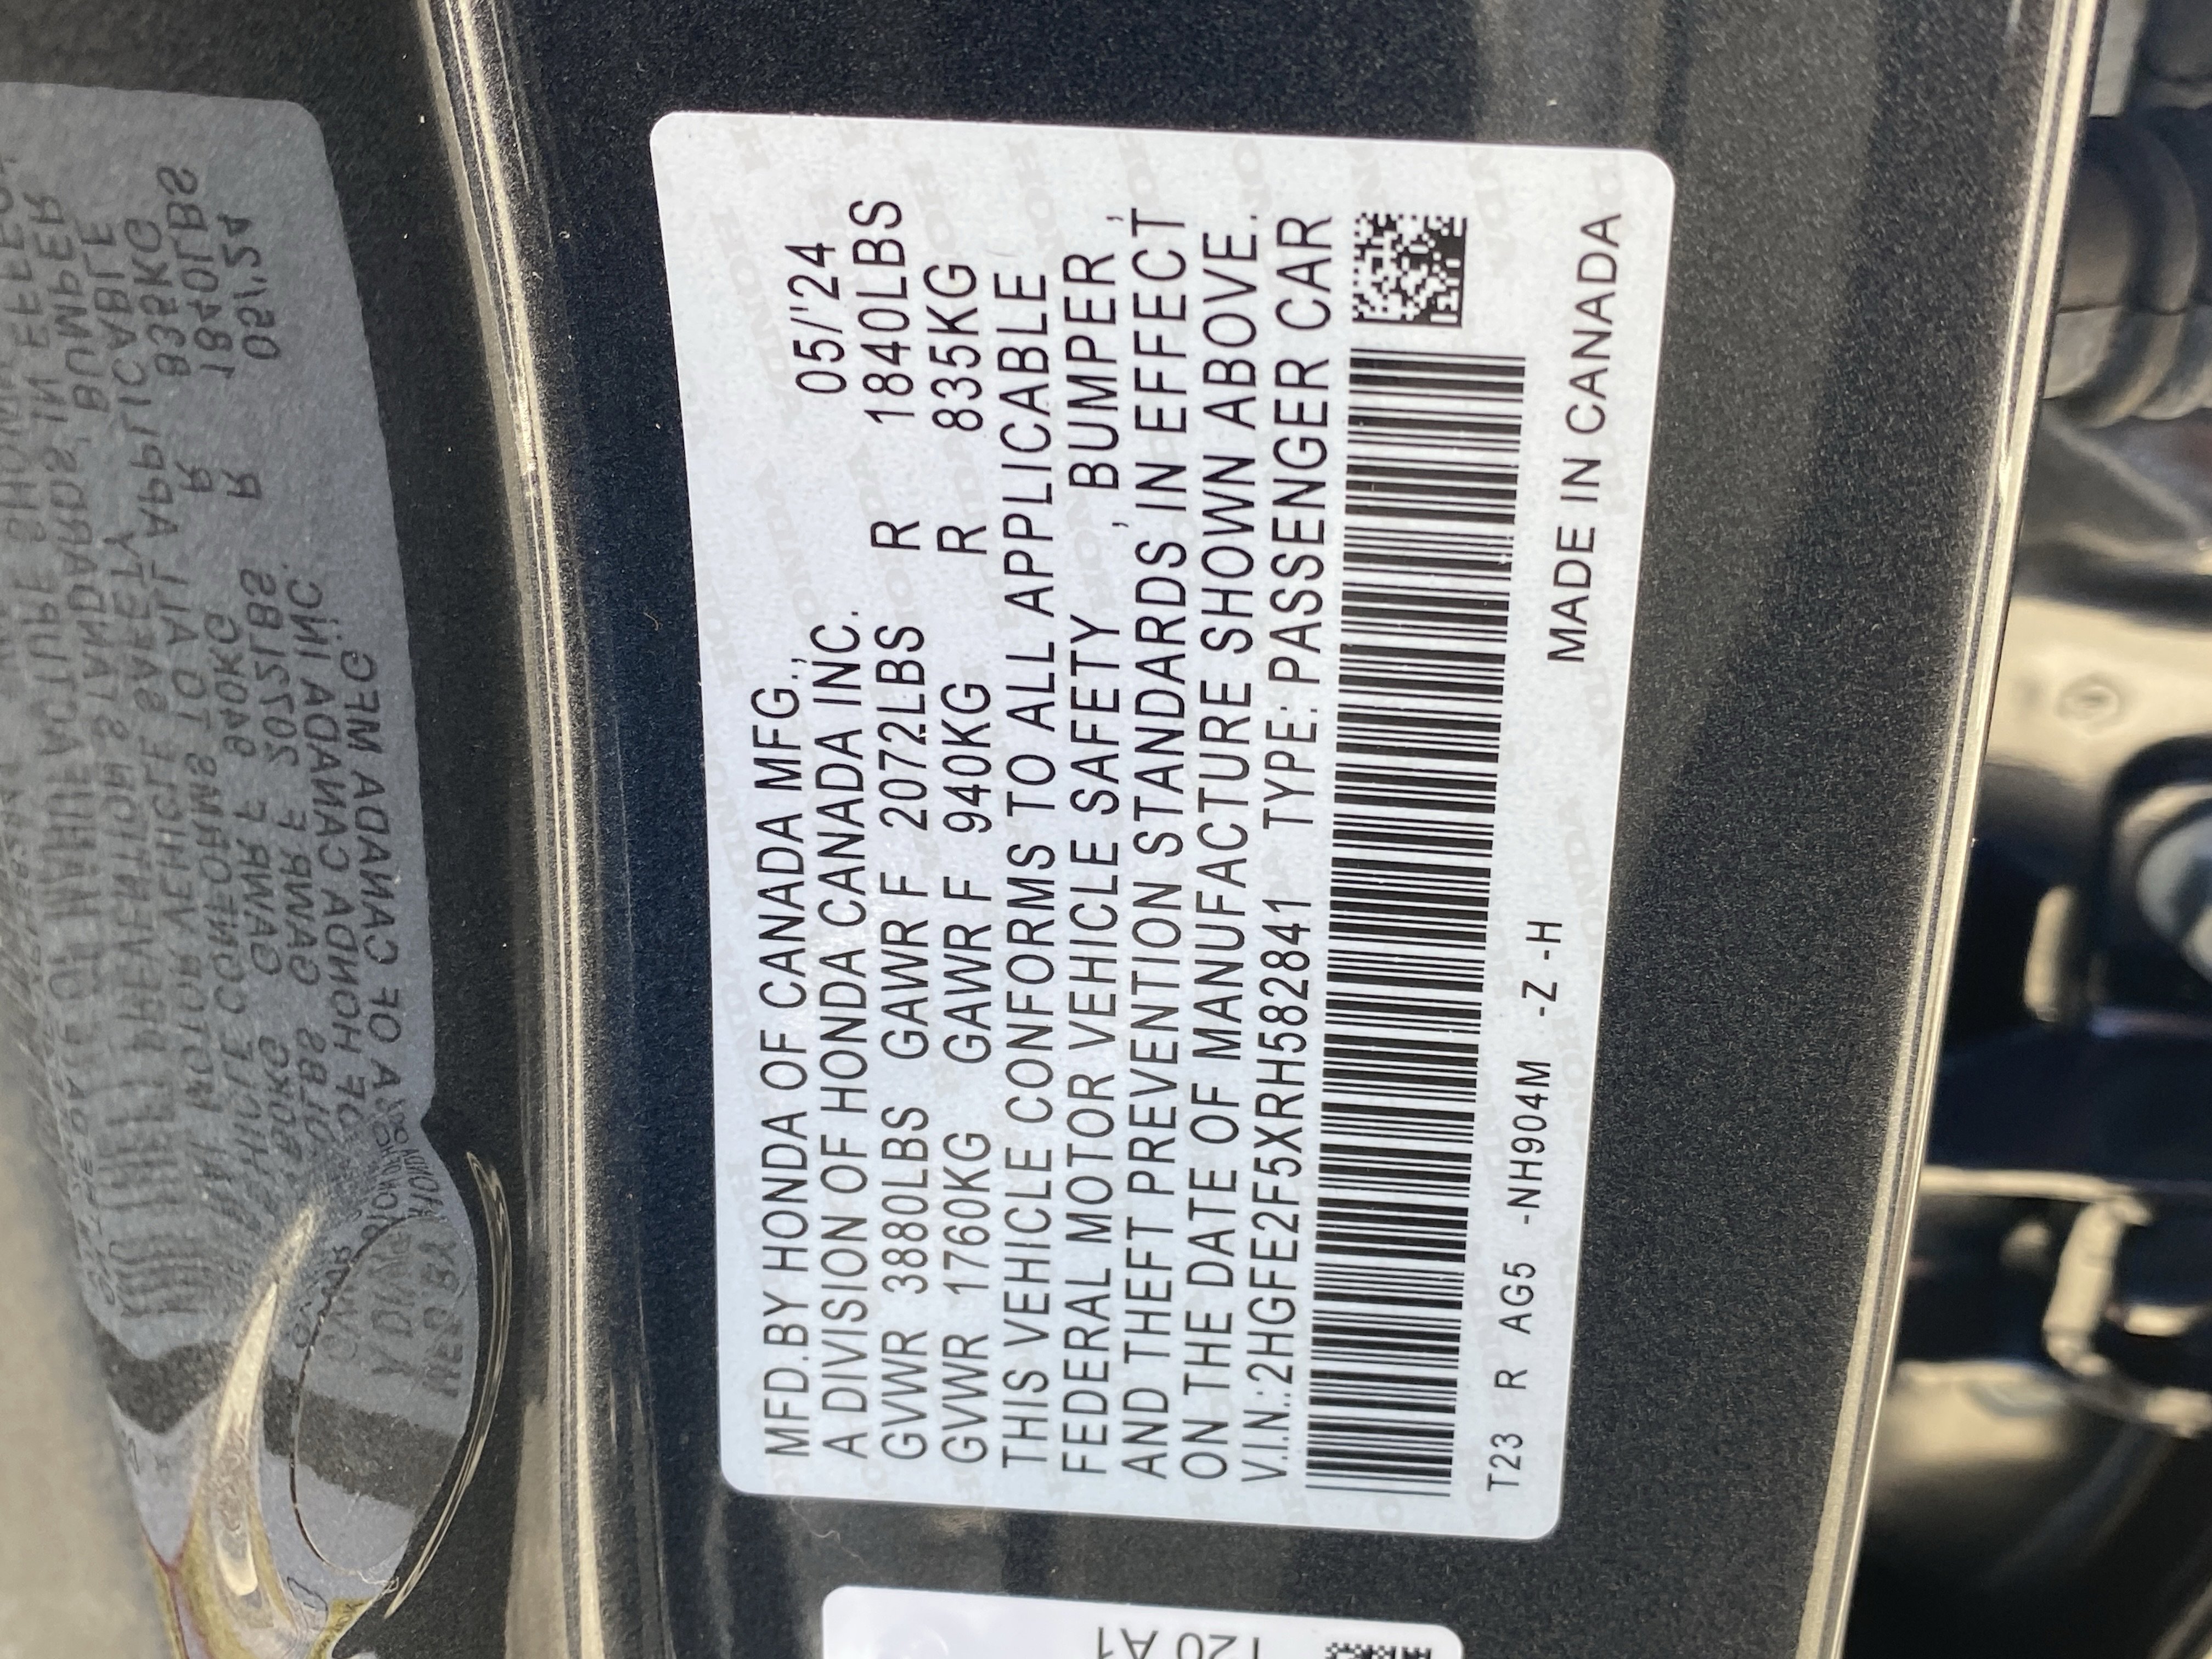 MFD.BY HONDA OF CANADA MFG.,
A DIVISION OF HONDA CANADA INC. 05/'24
GVWR 3880LBS GAWR F 2072LBS R 1840LBS
GVWR 1760KG GAWR F 940KG R 835KG
THIS VEHICLE CONFORMS TO ALL APPLICABLE
FEDERAL MOTOR VEHICLE SAFETY , BUMPER ,
AND THEFT PREVENTION STANDARDS IN EFFECT
ON THE DATE OF MANUFACTURE SHOWN ABOVE.
V.I.N.:2HGFE2F5XRH582841 TYPE: PASSENGER CAR
T23 R AG5 -NH904M -Z -H MADE IN CANADA